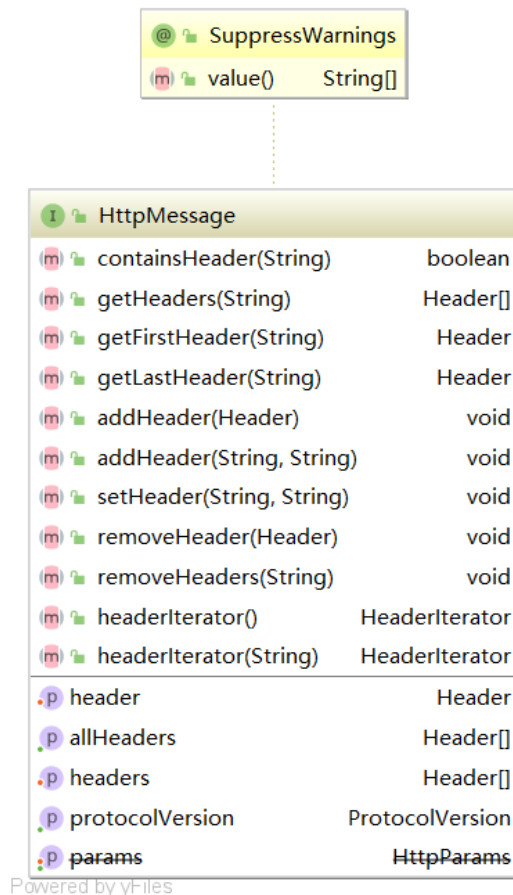 @ SuppressWarnings
m value() String[]
I HttpMessage
m containsHeader(String) boolean
m getHeaders(String) Header[]
m getFirstHeader(String) Header
m getLastHeader(String) Header
m addHeader(Header) void
m addHeader(String, String) void
m setHeader(String, String) void
m removeHeader(Header) void
m removeHeaders(String) void
m headerIterator() HeaderIterator
m headerIterator(String) HeaderIterator
p header Header
p allHeaders Header[]
p headers Header[]
p protocolVersion ProtocolVersion
p params HttpParams
Powered by yFiles